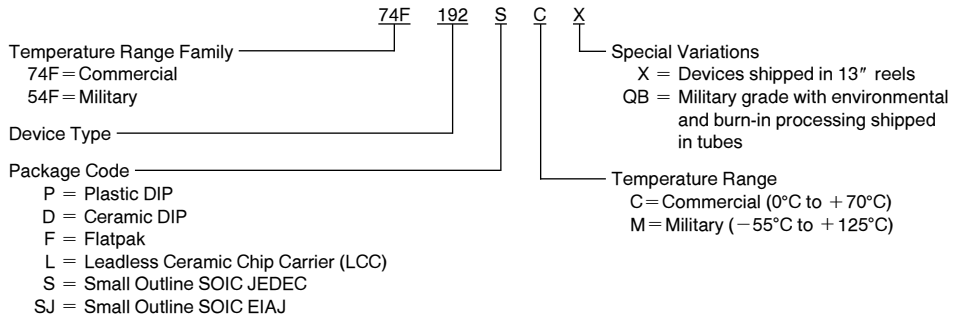 74F 192 S C X
Temperature Range Family
74F = Commercial
54F = Military
Device Type
Package Code
P = Plastic DIP
D = Ceramic DIP
F = Flatpak
L = Leadless Ceramic Chip Carrier (LCC)
S = Small Outline SOIC JEDEC
SJ = Small Outline SOIC EIAJ
Special Variations
X = Devices shipped in 13″ reels
QB = Military grade with environmental
and burn-in processing shipped
in tubes
Temperature Range
C = Commercial (0°C to +70°C)
M = Military (−55°C to +125°C)